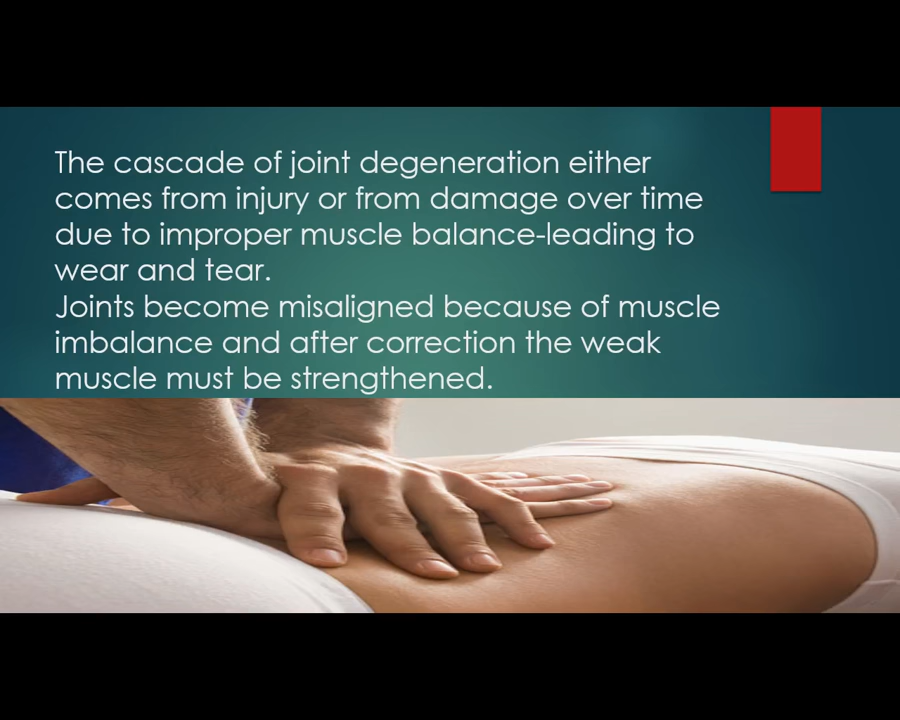 The cascade of joint degeneration either
comes from injury or from damage over time
due to improper muscle balance-leading to
wear and tear.
Joints become misaligned because of muscle
imbalance and after correction the weak
muscle must be strengthened.